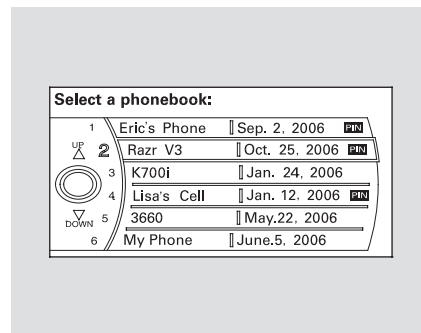 Select a phonebook:
1 Eric's Phone Sep. 2, 2006 PIN
UP 2 Razr V3 Oct. 25, 2006 PIN
3 K700i Jan. 24, 2006
4 Lisa's Cell Jan. 12, 2006 PIN
DOWN 5 3660 May.22, 2006
6 My Phone June.5, 2006